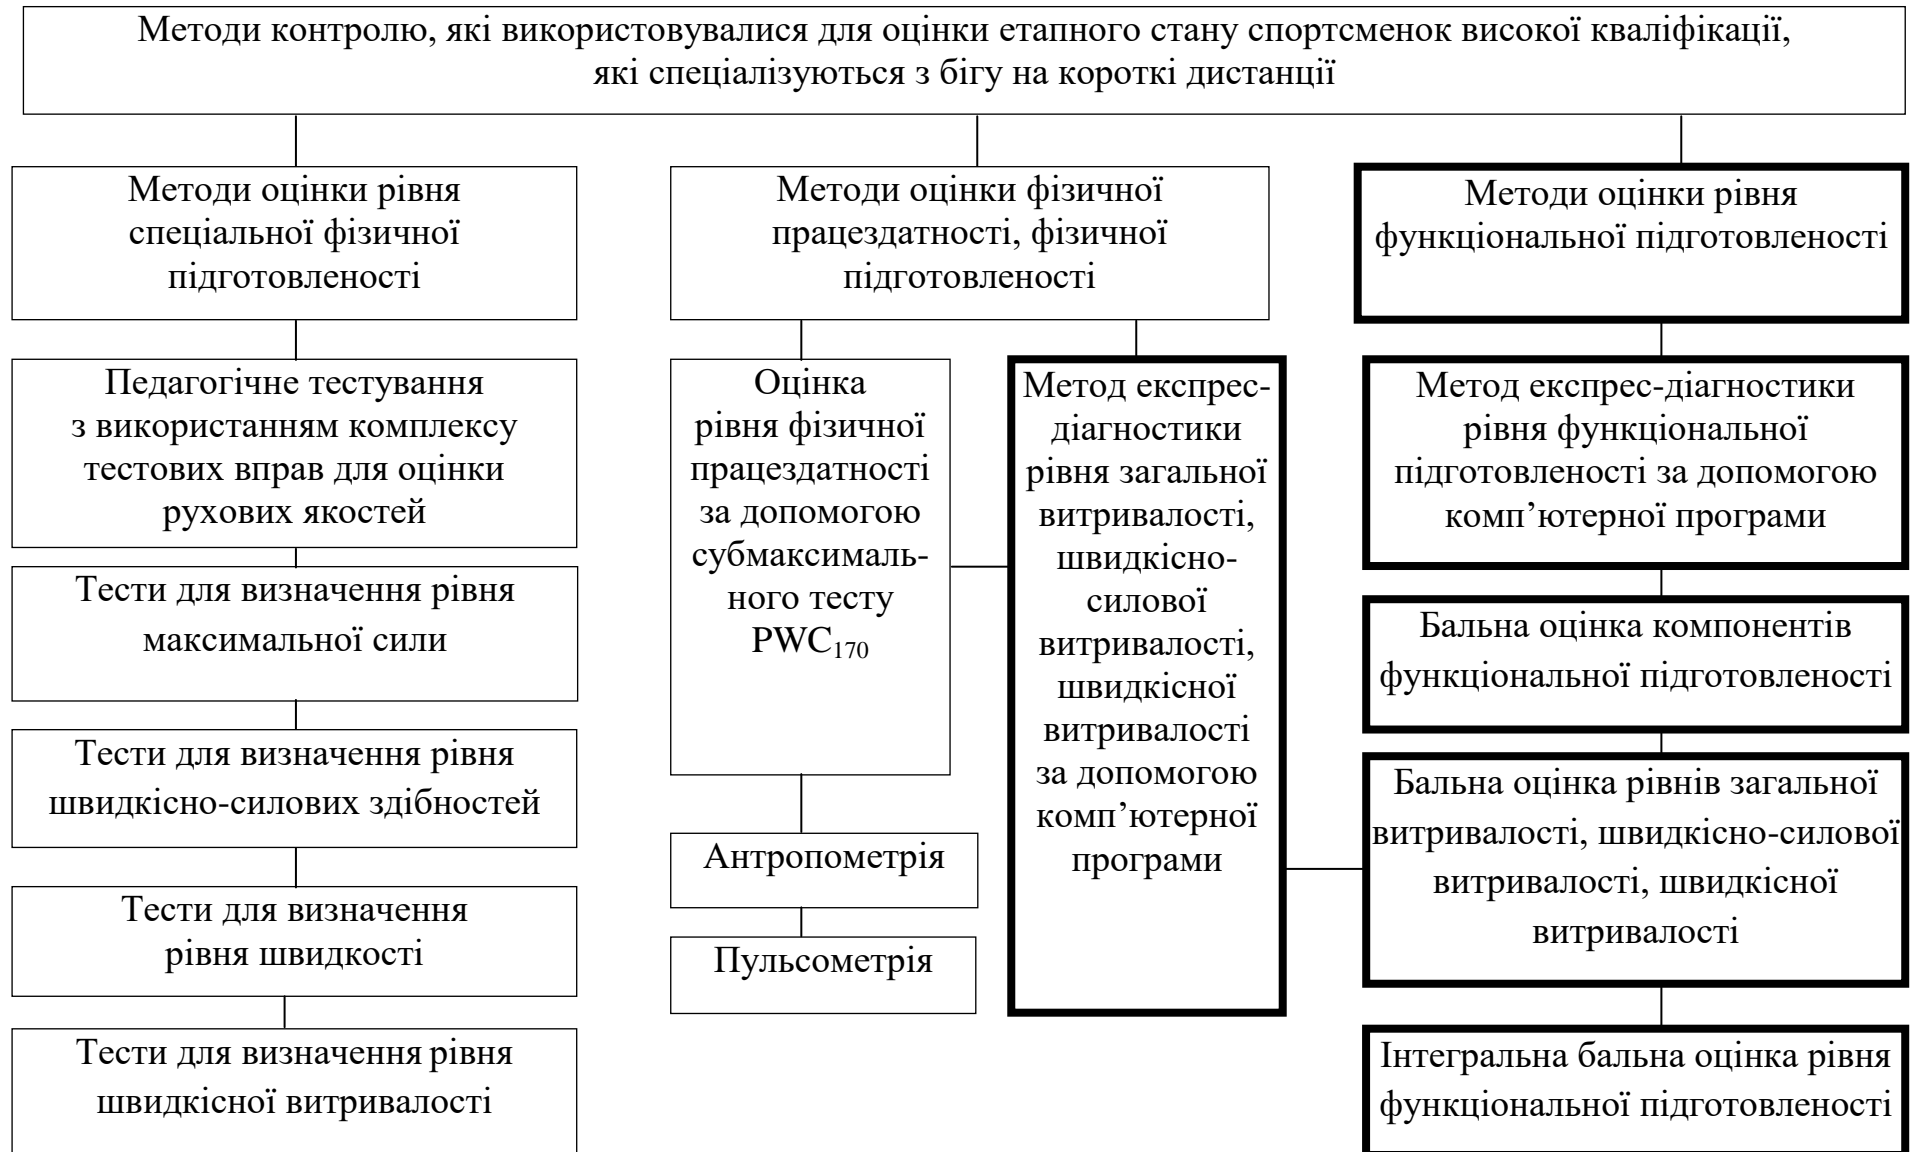 Методи контролю, які використовувалися для оцінки етапного стану спортсменок високої кваліфікації,
які спеціалізуються з бігу на короткі дистанції
Методи оцінки рівня
спеціальної фізичної
підготовленості
Педагогічне тестування
з використанням комплексу
тестових вправ для оцінки
рухових якостей
Тести для визначення рівня
максимальної сили
Тести для визначення рівня
швидкісно-силових здібностей
Тести для визначення
рівня швидкості
Тести для визначення рівня
швидкісної витривалості
Методи оцінки фізичної
працездатності, фізичної
підготовленості
Оцінка
рівня фізичної
працездатності
за допомогою
субмаксималь-
ного тесту
PWC₁₇₀
Антропометрія
Пульсометрія
Метод експрес-
діагностики
рівня загальної
витривалості,
швидкісно-
силової
витривалості,
швидкісної
витривалості
за допомогою
комп’ютерної
програми
Методи оцінки рівня
функціональної підготовленості
Метод експрес-діагностики
рівня функціональної
підготовленості за допомогою
комп’ютерної програми
Бальна оцінка компонентів
функціональної підготовленості
Бальна оцінка рівнів загальної
витривалості, швидкісно-силової
витривалості, швидкісної
витривалості
Інтегральна бальна оцінка рівня
функціональної підготовленості